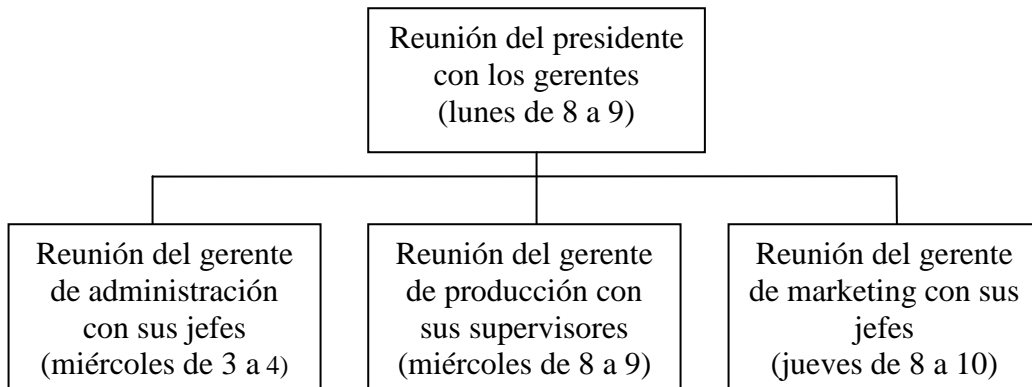 Reunión del presidente
con los gerentes
(lunes de 8 a 9)
Reunión del gerente
de administración
con sus jefes
(miércoles de 3 a 4)
Reunión del gerente
de producción con
sus supervisores
(miércoles de 8 a 9)
Reunión del gerente
de marketing con sus
jefes
(jueves de 8 a 10)